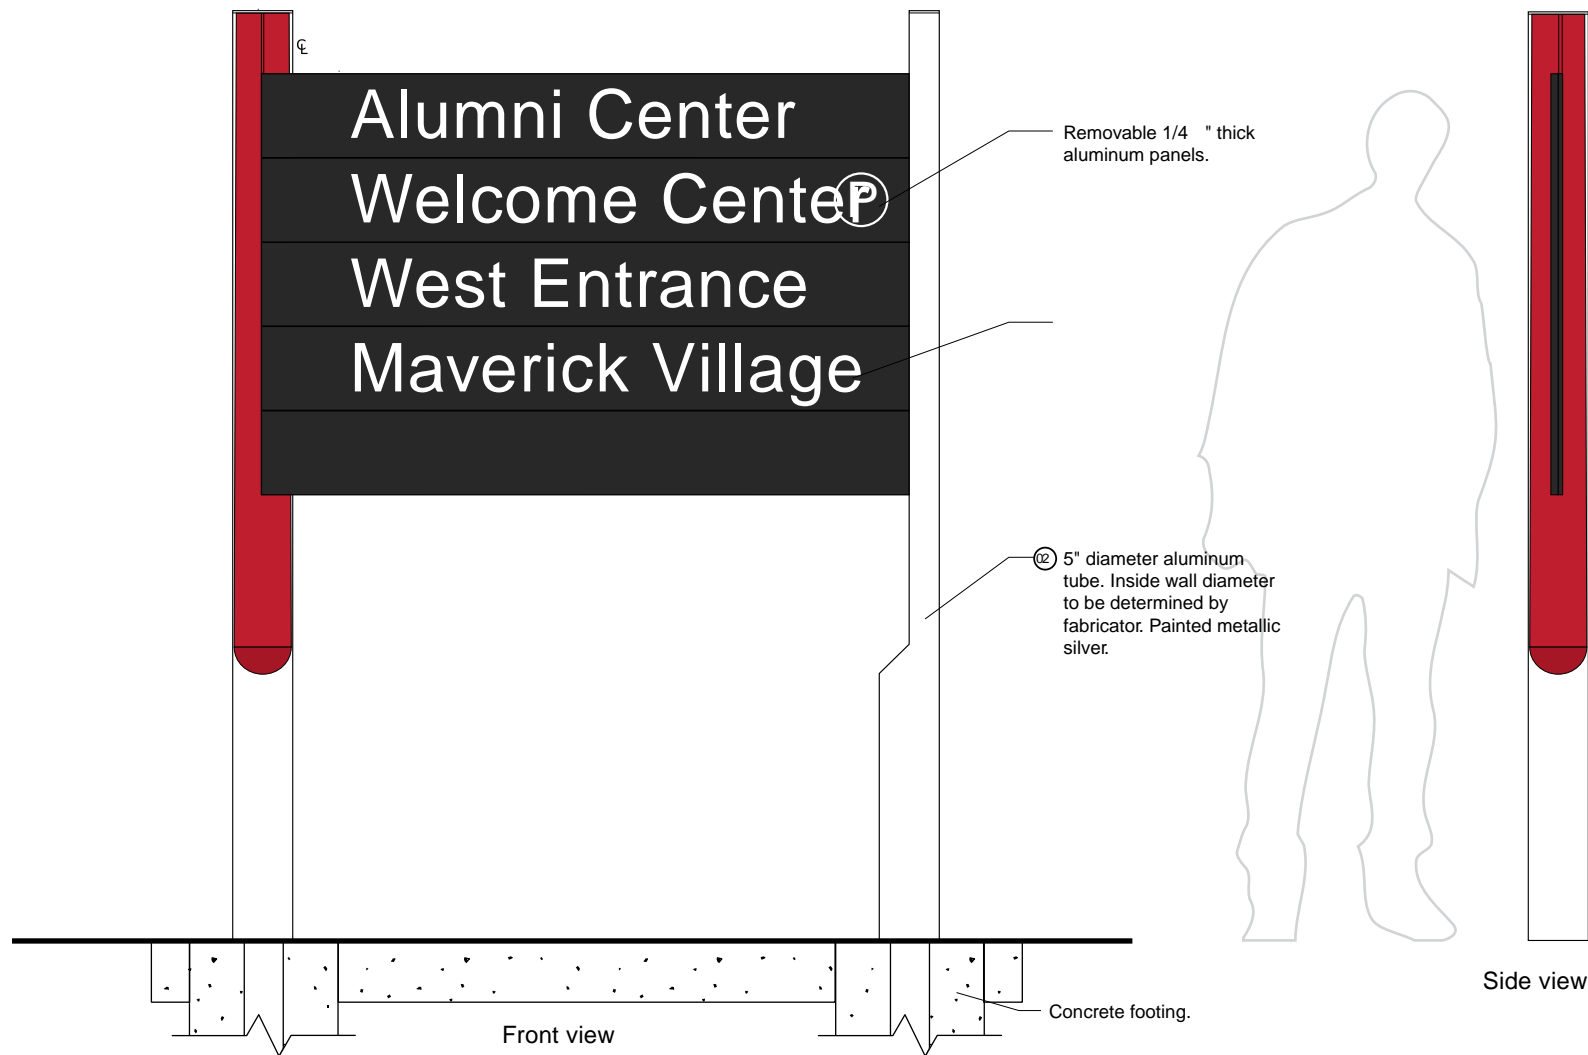 ℄
Alumni Center
Welcome Center P
West Entrance
Maverick Village
Removable 1/4 " thick
aluminum panels.
02 5" diameter aluminum
tube. Inside wall diameter
to be determined by
fabricator. Painted metallic
silver.
Side view
Concrete footing.
Front view